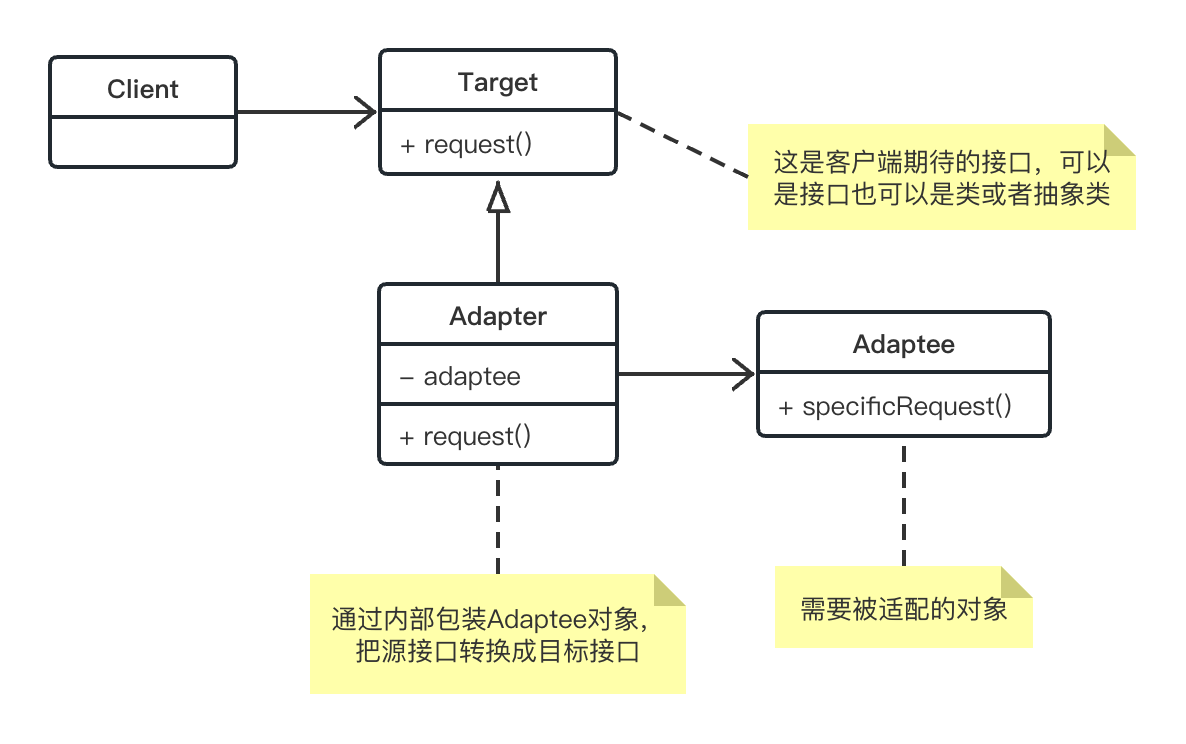 Client
Target
+ request()
这是客户端期待的接口，可以
是接口也可以是类或者抽象类
Adapter
- adaptee
+ request()
Adaptee
+ specificRequest()
通过内部包装Adaptee对象，
把源接口转换成目标接口
需要被适配的对象